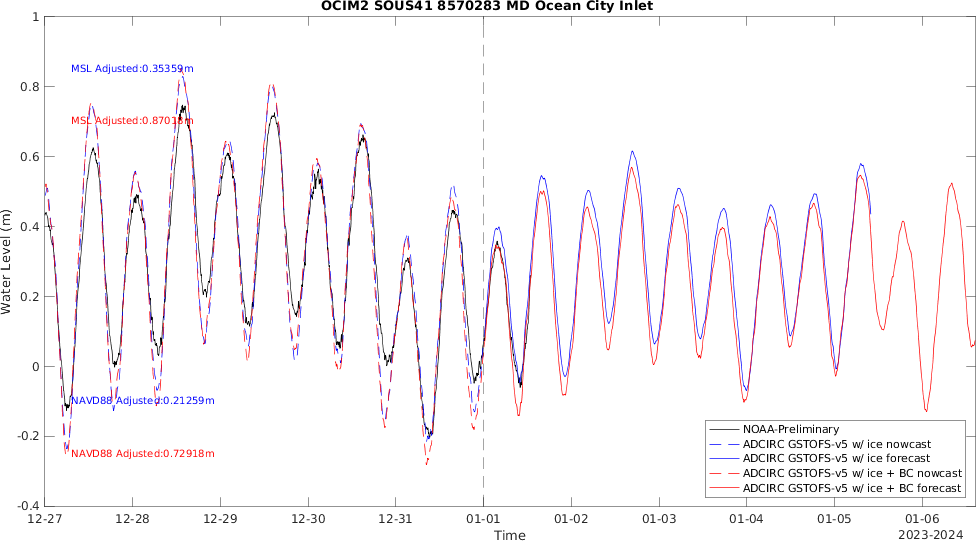 OCIM2 SOUS41 8570283 MD Ocean City Inlet
Water Level (m)
1
0.8
0.6
0.4
0.2
0
-0.2
-0.4
MSL Adjusted:0.35359m
MSL Adjusted:0.87018m
NAVD88 Adjusted:0.21259m
NAVD88 Adjusted:0.72918m
NOAA-Preliminary
ADCIRC GSTOFS-v5 w/ ice nowcast
ADCIRC GSTOFS-v5 w/ ice forecast
ADCIRC GSTOFS-v5 w/ ice + BC nowcast
ADCIRC GSTOFS-v5 w/ ice + BC forecast
12-27 12-28 12-29 12-30 12-31 01-01 01-02 01-03 01-04 01-05 01-06
Time
2023-2024